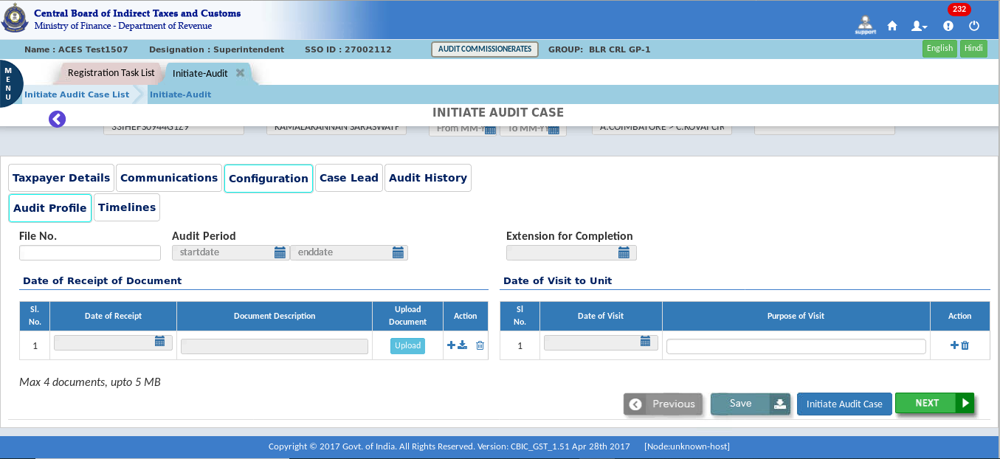 Central Board of Indirect Taxes and Customs
Ministry of Finance - Department of Revenue
232
support
Name : ACES Test1507 Designation : Superintendent SSO ID : 27002112 AUDIT COMMISSIONERATES GROUP: BLR CRL GP-1 English Hindi
MENU
Registration Task List Initiate-Audit
Initiate Audit Case List Initiate-Audit
INITIATE AUDIT CASE
33IHEPS0944G1Z9 KAMALAKANNAN SARASWATH From MM-YY To MM-YY A.COIMBATORE > C.KOVAI CIR
Taxpayer Details Communications Configuration Case Lead Audit History
Audit Profile Timelines
File No. Audit Period Extension for Completion
startdate enddate
Date of Receipt of Document Date of Visit to Unit
Sl. No. Date of Receipt Document Description Upload Document Action Sl No. Date of Visit Purpose of Visit Action
1 Upload 1
Max 4 documents, upto 5 MB
Previous Save Initiate Audit Case NEXT
Copyright © 2017 Govt. of India. All Rights Reserved. Version: CBIC_GST_1.51 Apr 28th 2017 [Node:unknown-host]